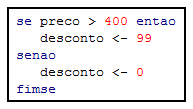 se preco > 400 entao
desconto <- 99
senao
desconto <- 0
fimse